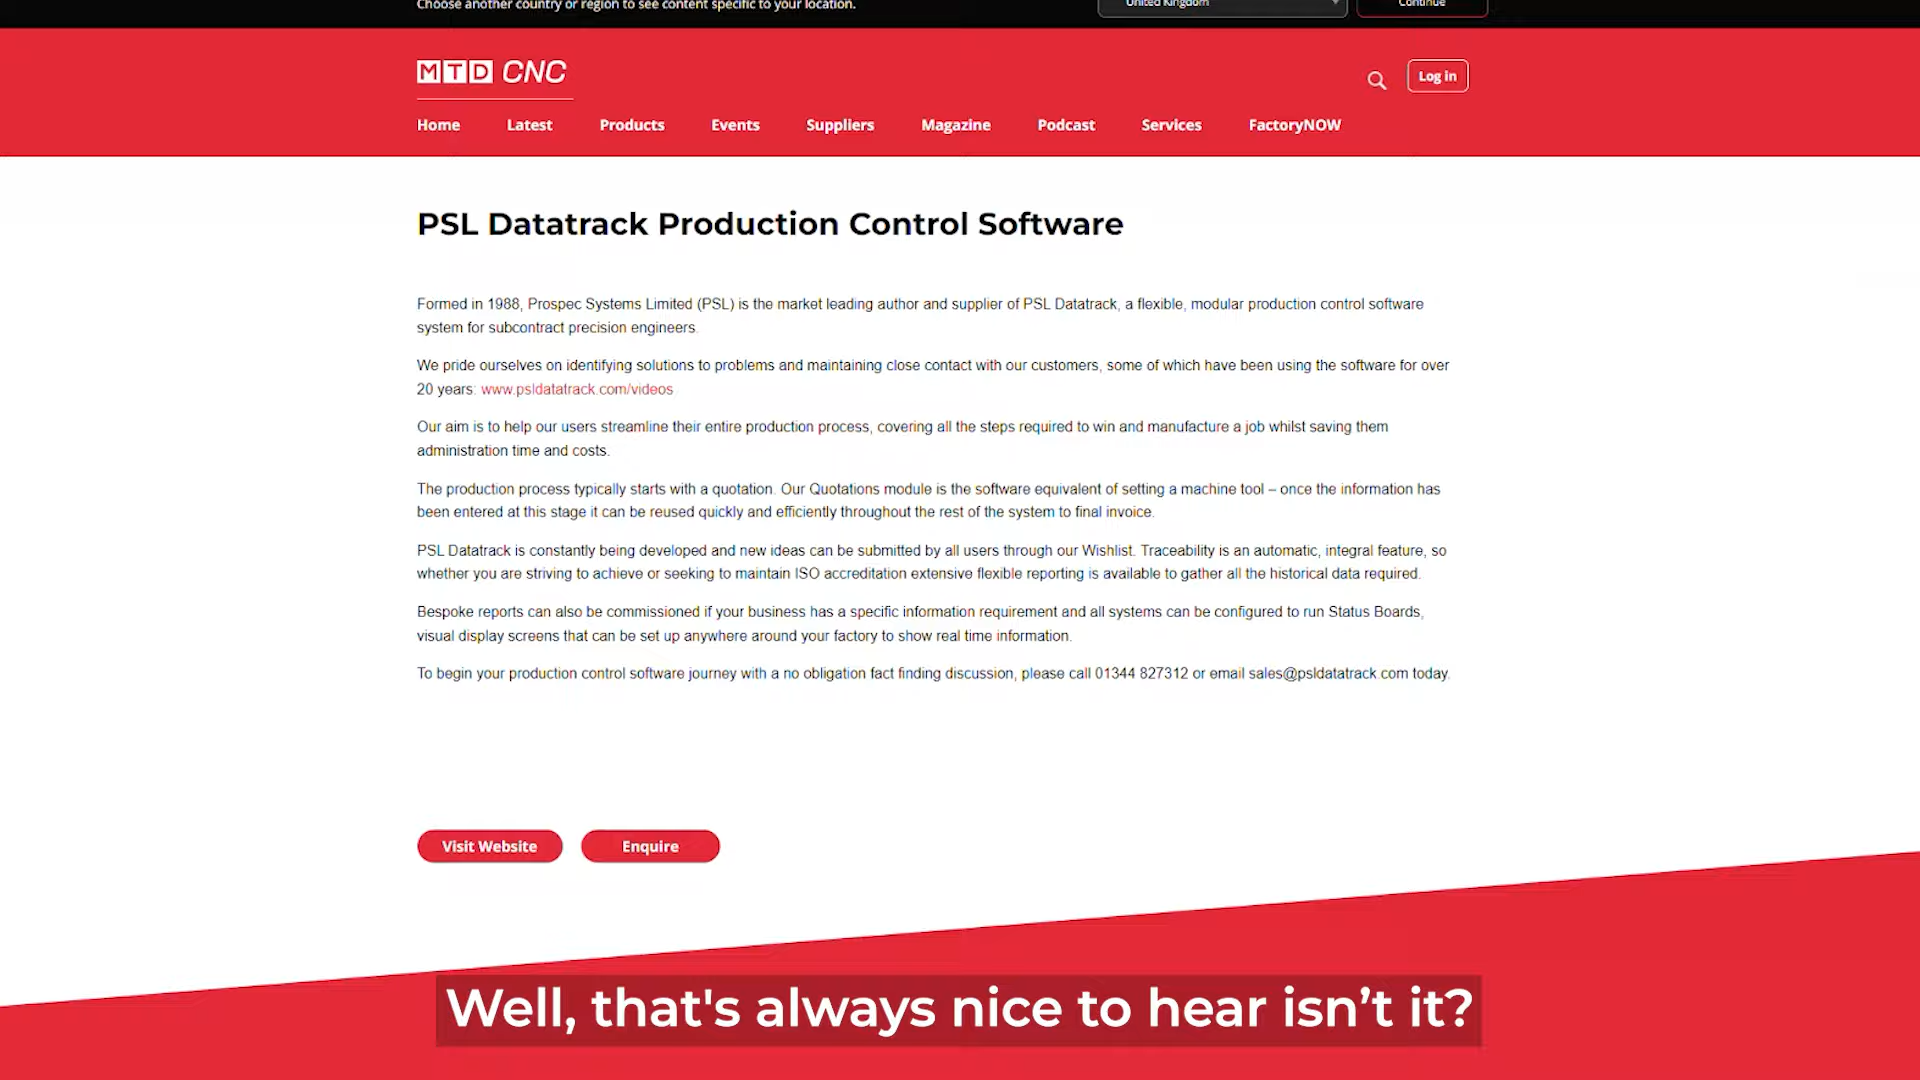 Choose another country or region to see content specific to your location.
United Kingdom
Continue
MTD CNC
Log in
Home Latest Products Events Suppliers Magazine Podcast Services FactoryNOW
PSL Datatrack Production Control Software
Formed in 1988, Prospec Systems Limited (PSL) is the market leading author and supplier of PSL Datatrack, a flexible, modular production control software
system for subcontract precision engineers.
We pride ourselves on identifying solutions to problems and maintaining close contact with our customers, some of which have been using the software for over
20 years: www.psldatatrack.com/videos
Our aim is to help our users streamline their entire production process, covering all the steps required to win and manufacture a job whilst saving them
administration time and costs.
The production process typically starts with a quotation. Our Quotations module is the software equivalent of setting a machine tool – once the information has
been entered at this stage it can be reused quickly and efficiently throughout the rest of the system to final invoice.
PSL Datatrack is constantly being developed and new ideas can be submitted by all users through our Wishlist. Traceability is an automatic, integral feature, so
whether you are striving to achieve or seeking to maintain ISO accreditation extensive flexible reporting is available to gather all the historical data required.
Bespoke reports can also be commissioned if your business has a specific information requirement and all systems can be configured to run Status Boards,
visual display screens that can be set up anywhere around your factory to show real time information.
To begin your production control software journey with a no obligation fact finding discussion, please call 01344 827312 or email sales@psldatatrack.com today.
Visit Website Enquire
Well, that's always nice to hear isn’t it?